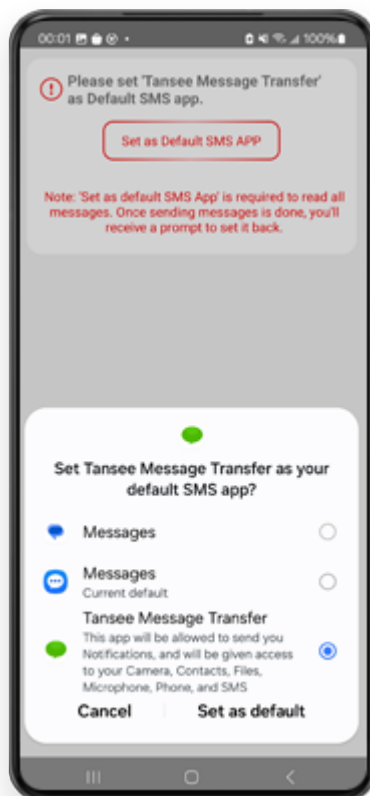 00:01
100%
Please set 'Tansee Message Transfer'
as Default SMS app.
Set as Default SMS APP
Note: 'Set as default SMS App' is required to read all
messages. Once sending messages is done, you'll
receive a prompt to set it back.
Set Tansee Message Transfer as your
default SMS app?
Messages
Messages
Current default
Tansee Message Transfer
This app will be allowed to send you
Notifications, and will be given access
to your Camera, Contacts, Files,
Microphone, Phone, and SMS
Cancel
Set as default